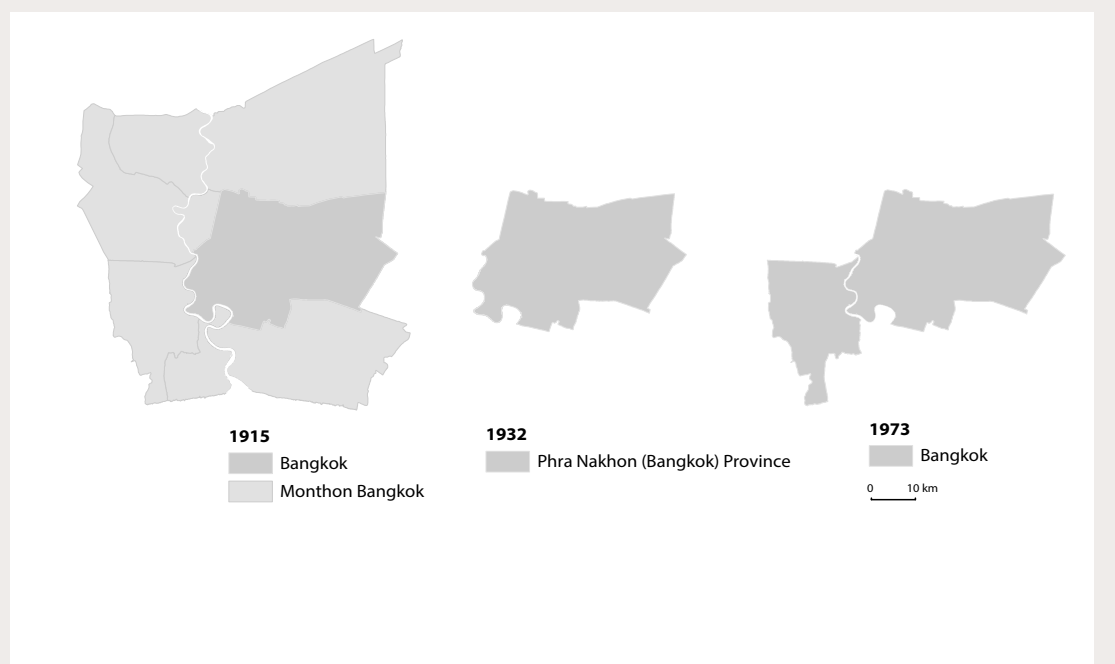 1915
Bangkok
Monthon Bangkok
1932
Phra Nakhon (Bangkok) Province
1973
Bangkok
0 10 km